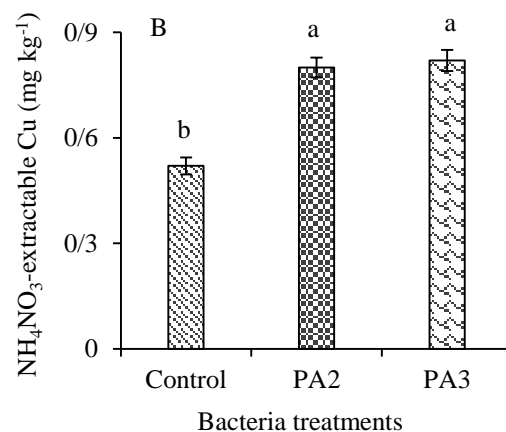 B
a
a
b
0/9
0/6
0/3
0
NH₄NO₃-extractable Cu (mg kg⁻¹)
Control PA2 PA3
Bacteria treatments